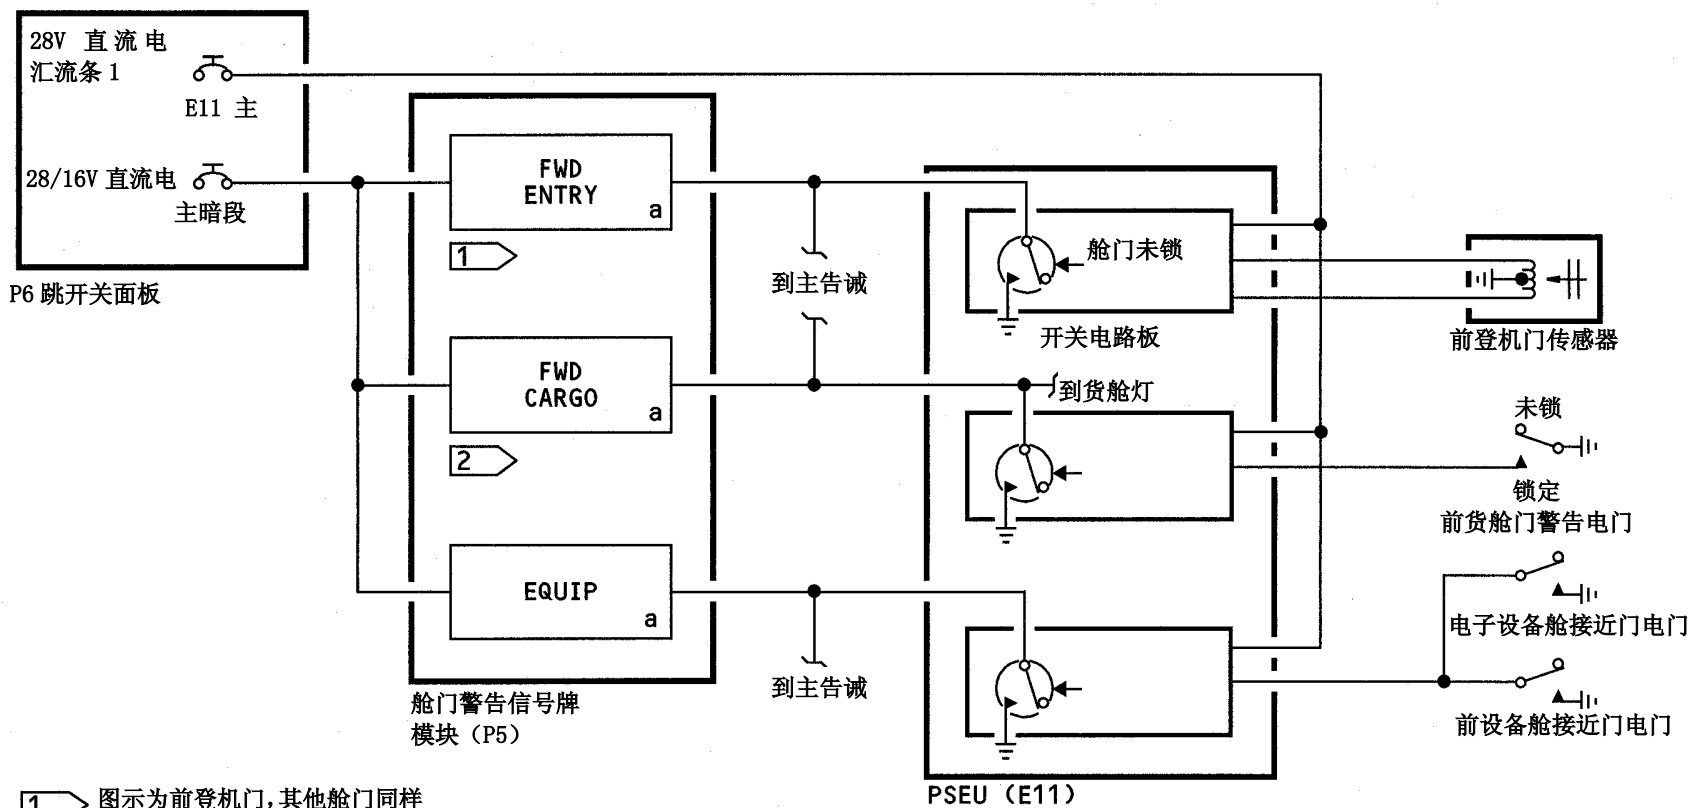 28V 直流电
汇流条 1
E11 主
28/16V 直流电
主暗段
P6 跳开关面板
FWD
ENTRY
a
1
FWD
CARGO
a
2
EQUIP
a
舱门警告信号牌
模块（P5）
到主告诫
到主告诫
舱门未锁
开关电路板
到货舱灯
PSEU （E11）
前登机门传感器
未锁
锁定
前货舱门警告电门
电子设备舱接近门电门
前设备舱接近门电门
1 图示为前登机门，其他舱门同样